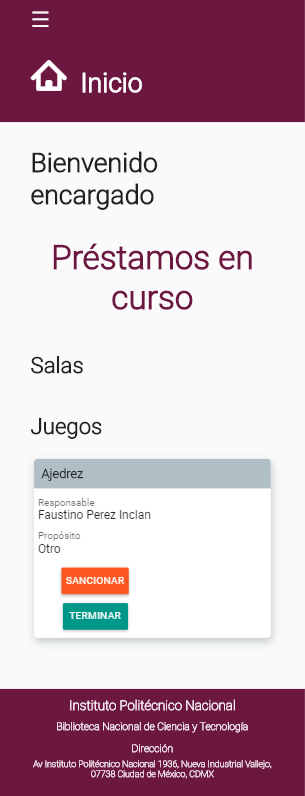 Inicio
Bienvenido
encargado
Préstamos en
curso
Salas
Juegos
Ajedrez
Responsable
Faustino Perez Inclan
Propósito
Otro
SANCIONAR
TERMINAR
Instituto Politécnico Nacional
Biblioteca Nacional de Ciencia y Tecnología
Dirección
Av Instituto Politécnico Nacional 1936, Nueva Industrial Vallejo,
07738 Ciudad de México, CDMX